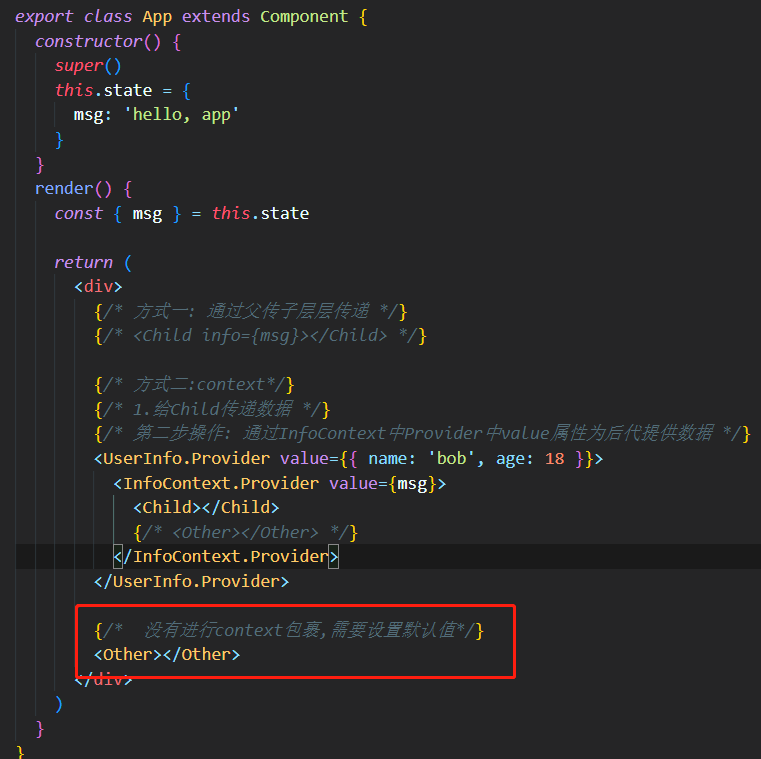 export class App extends Component {
constructor() {
super()
this.state = {
msg: 'hello, app'
}
}
render() {
const { msg } = this.state
return (
<div>
{/* 方式一: 通过父传子层层传递 */}
{/* <Child info={msg}></Child> */}
{/* 方式二:context*/}
{/* 1.给Child传递数据 */}
{/* 第二步操作: 通过InfoContext中Provider中value属性为后代提供数据 */}
<UserInfo.Provider value={{ name: 'bob', age: 18 }}>
<InfoContext.Provider value={msg}>
<Child></Child>
{/* <Other></Other> */}
</InfoContext.Provider>
</UserInfo.Provider>
{/*  没有进行context包裹,需要设置默认值*/}
<Other></Other>
</div>
)
}
}